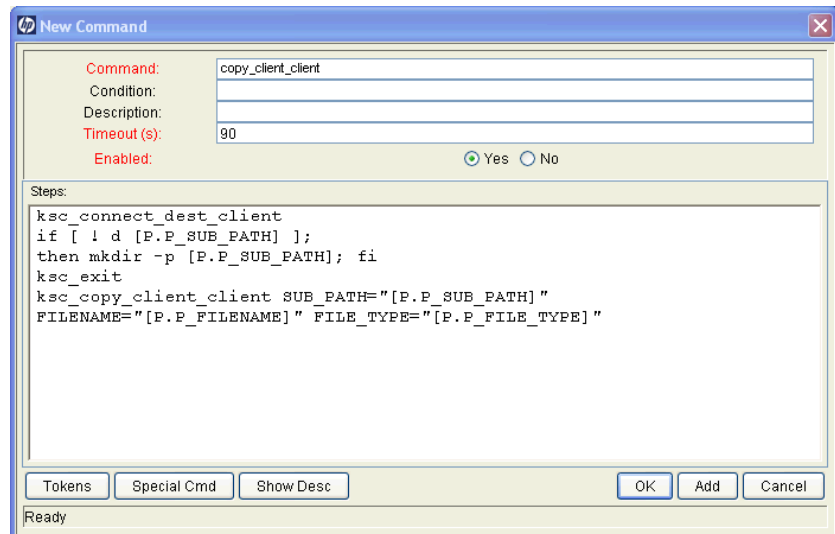 hp New Command
Command: copy_client_client
Condition:
Description:
Timeout (s): 90
Enabled: Yes No
Steps:
ksc_connect_dest_client
if [ ! d [P.P_SUB_PATH] ];
then mkdir -p [P.P_SUB_PATH]; fi
ksc_exit
ksc_copy_client_client SUB_PATH="[P.P_SUB_PATH]"
FILENAME="[P.P_FILENAME]" FILE_TYPE="[P.P_FILE_TYPE]"
Tokens Special Cmd Show Desc OK Add Cancel
Ready